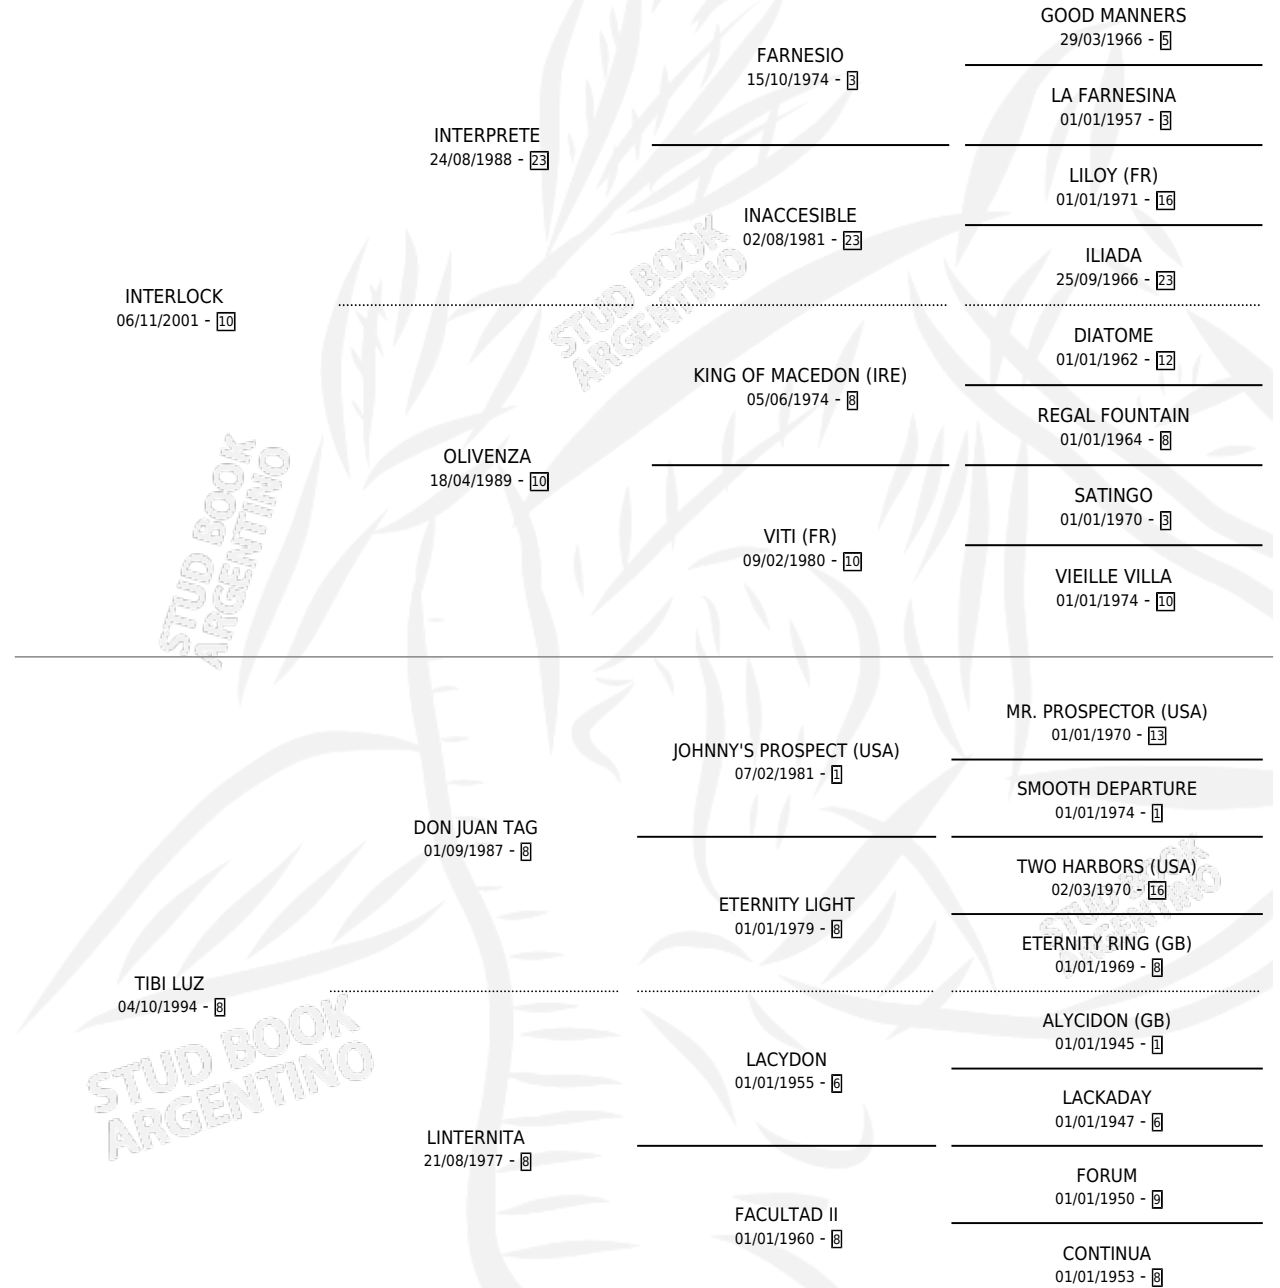 GOOD MANNERS
29/03/1966 - 5
FARNESIO
15/10/1974 - 3
LA FARNESINA
01/01/1957 - 3
INTERPRETE
24/08/1988 - 23
LILOY (FR)
01/01/1971 - 16
INACCESIBLE
02/08/1981 - 23
ILIADA
25/09/1966 - 23
INTERLOCK
06/11/2001 - 10
DIATOME
01/01/1962 - 12
KING OF MACEDON (IRE)
05/06/1974 - 8
REGAL FOUNTAIN
01/01/1964 - 8
OLIVENZA
18/04/1989 - 10
SATINGO
01/01/1970 - 3
VITI (FR)
09/02/1980 - 10
VIEILLE VILLA
01/01/1974 - 10
MR. PROSPECTOR (USA)
01/01/1970 - 13
JOHNNY'S PROSPECT (USA)
07/02/1981 - 1
SMOOTH DEPARTURE
01/01/1974 - 1
DON JUAN TAG
01/09/1987 - 8
TWO HARBORS (USA)
02/03/1970 - 16
ETERNITY LIGHT
01/01/1979 - 8
ETERNITY RING (GB)
01/01/1969 - 8
TIBI LUZ
04/10/1994 - 8
ALYCIDON (GB)
01/01/1945 - 1
LACYDON
01/01/1955 - 6
LACKADAY
01/01/1947 - 6
LINTERNITA
21/08/1977 - 8
FORUM
01/01/1950 - 9
FACULTAD II
01/01/1960 - 8
CONTINUA
01/01/1953 - 8
STUD BOOK
ARGENTINO
STUD BOOK
ARGENTINO
STUD BOOK
ARGENTINO
STUD BOOK
ARGENTINO